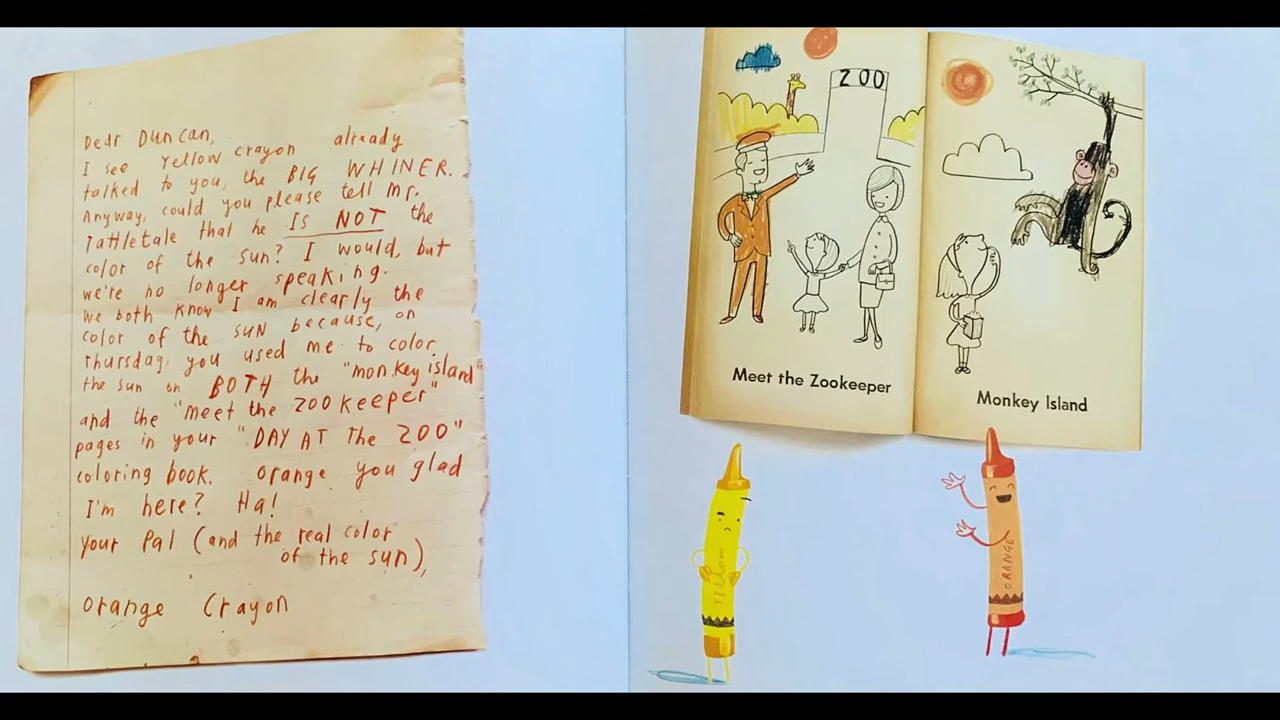 Dear Duncan,
I see Yellow crayon already
talked to you, the BIG WHINER.
Anyway, could you please tell Mr.
Tattletale that he IS NOT the
color of the sun? I would, but
we're no longer speaking.
We both know I am clearly the
color of the SUN because, on
Thursday, you used me to color
the sun on BOTH the "monkey island"
and the "Meet the ZOOKeeper"
pages in your "DAY AT The ZOO"
coloring book. Orange you glad
I'm here? Ha!
Your Pal (and the real color
of the sun),
Orange Crayon
ZOO
Meet the Zookeeper
Monkey Island
Yellow
ORANGE